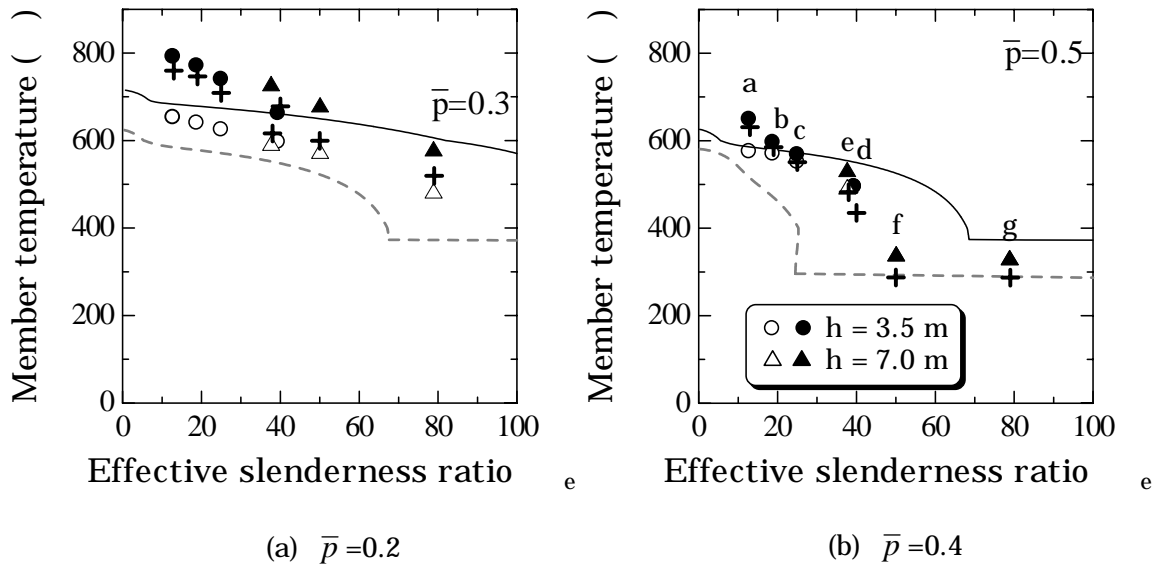 Member temperature ( )
800
600
400
200
0
p̅=0.3
0 20 40 60 80 100
Effective slenderness ratio e
(a) p̅ =0.2
Member temperature ( )
800
600
400
200
0
p̅=0.5
a
b
c
e d
f
g
h = 3.5 m
h = 7.0 m
0 20 40 60 80 100
Effective slenderness ratio e
(b) p̅ =0.4